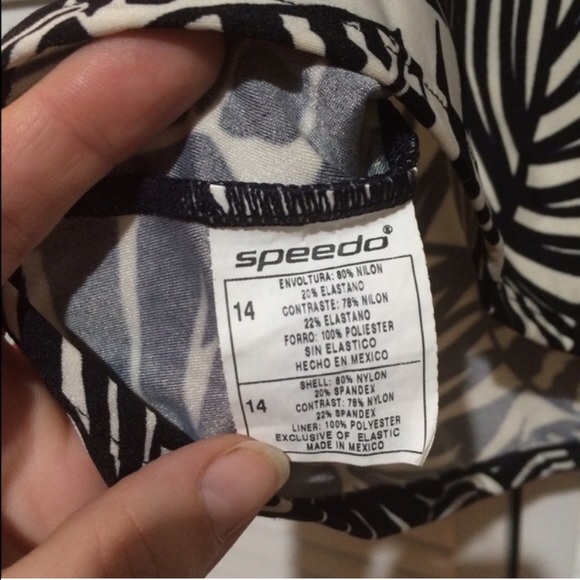 speedo®
14
ENVOLTURA: 80% NILON
20% ELASTANO
CONTRASTE: 78% NILON
22% ELASTANO
FORRO: 100% POLIESTER
SIN ELASTICO
HECHO EN MEXICO
14
SHELL: 80% NYLON
20% SPANDEX
CONTRAST: 78% NYLON
22% SPANDEX
LINER: 100% POLYESTER
EXCLUSIVE OF ELASTIC
MADE IN MEXICO